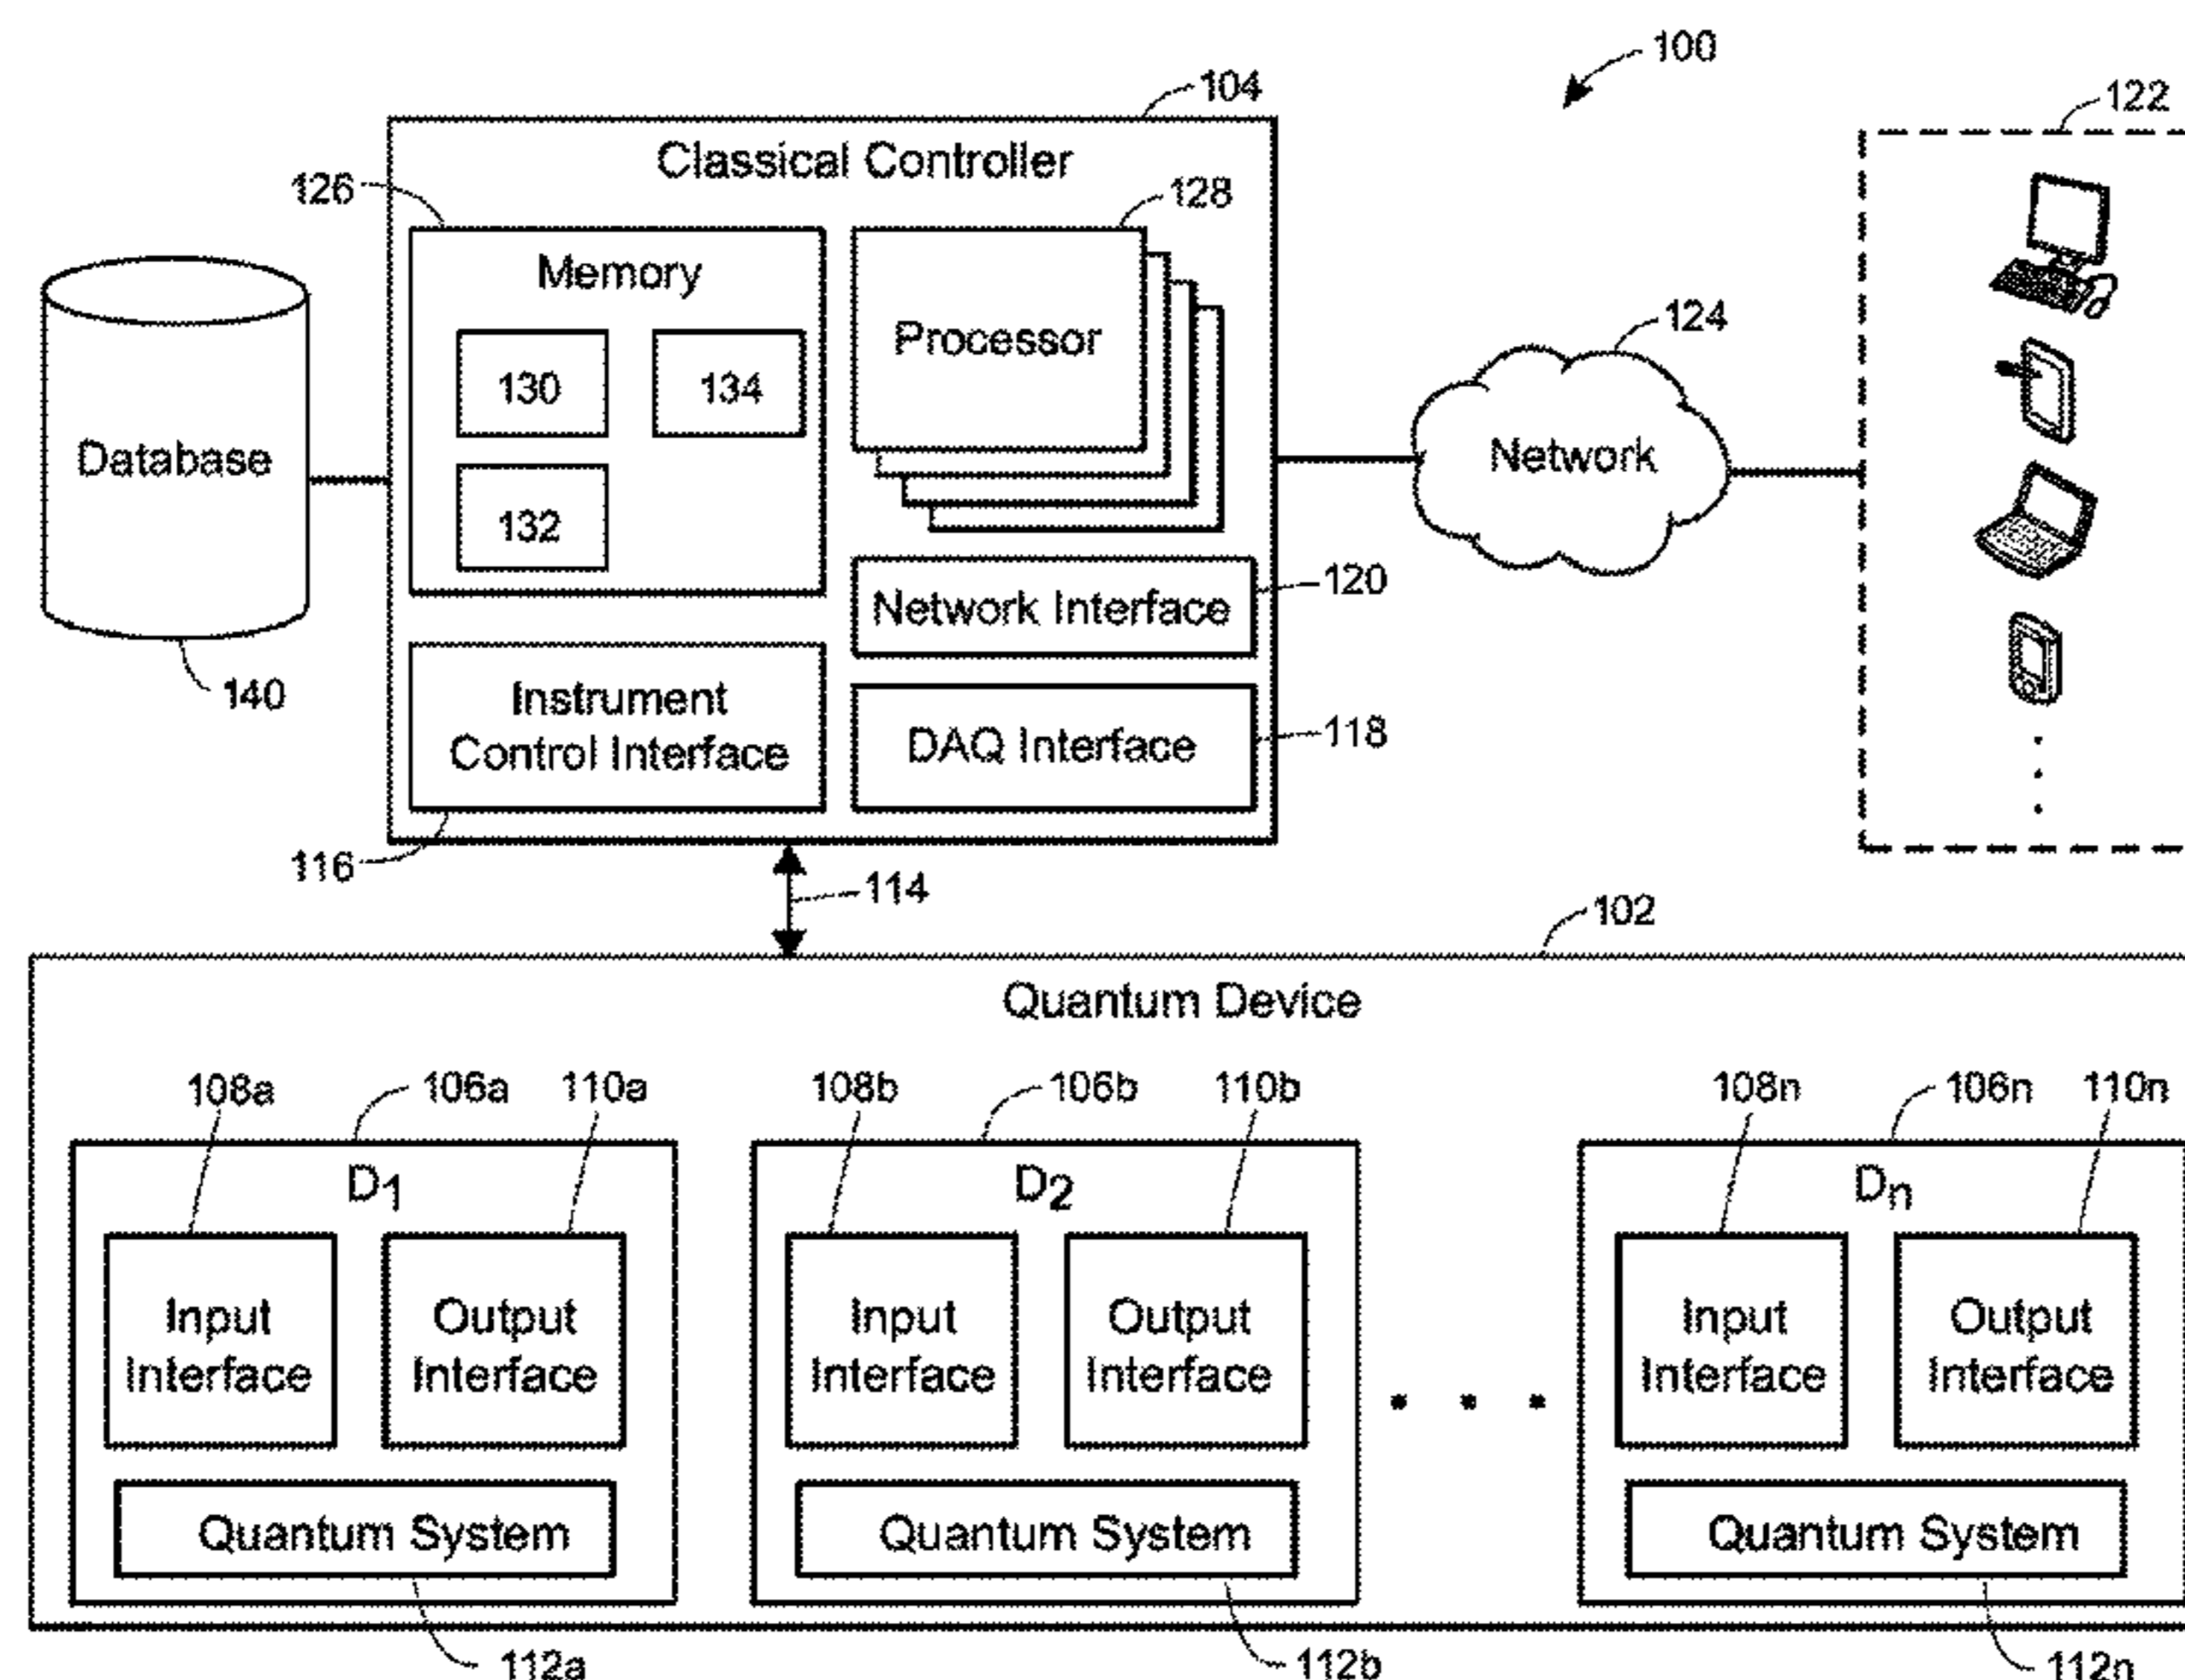 100
104
122
Classical Controller
126
128
Memory
Processor
124
130
134
Database
Network
132
120
Network Interface
140
Instrument
Control Interface
DAQ Interface
118
116
114
102
Quantum Device
108a
106a
110a
108b
106b
110b
108n
106n
110n
D1
D2
Dn
Input
Interface
Output
Interface
Input
Interface
Output
Interface
Input
Interface
Output
Interface
Quantum System
Quantum System
Quantum System
112a
112b
112n